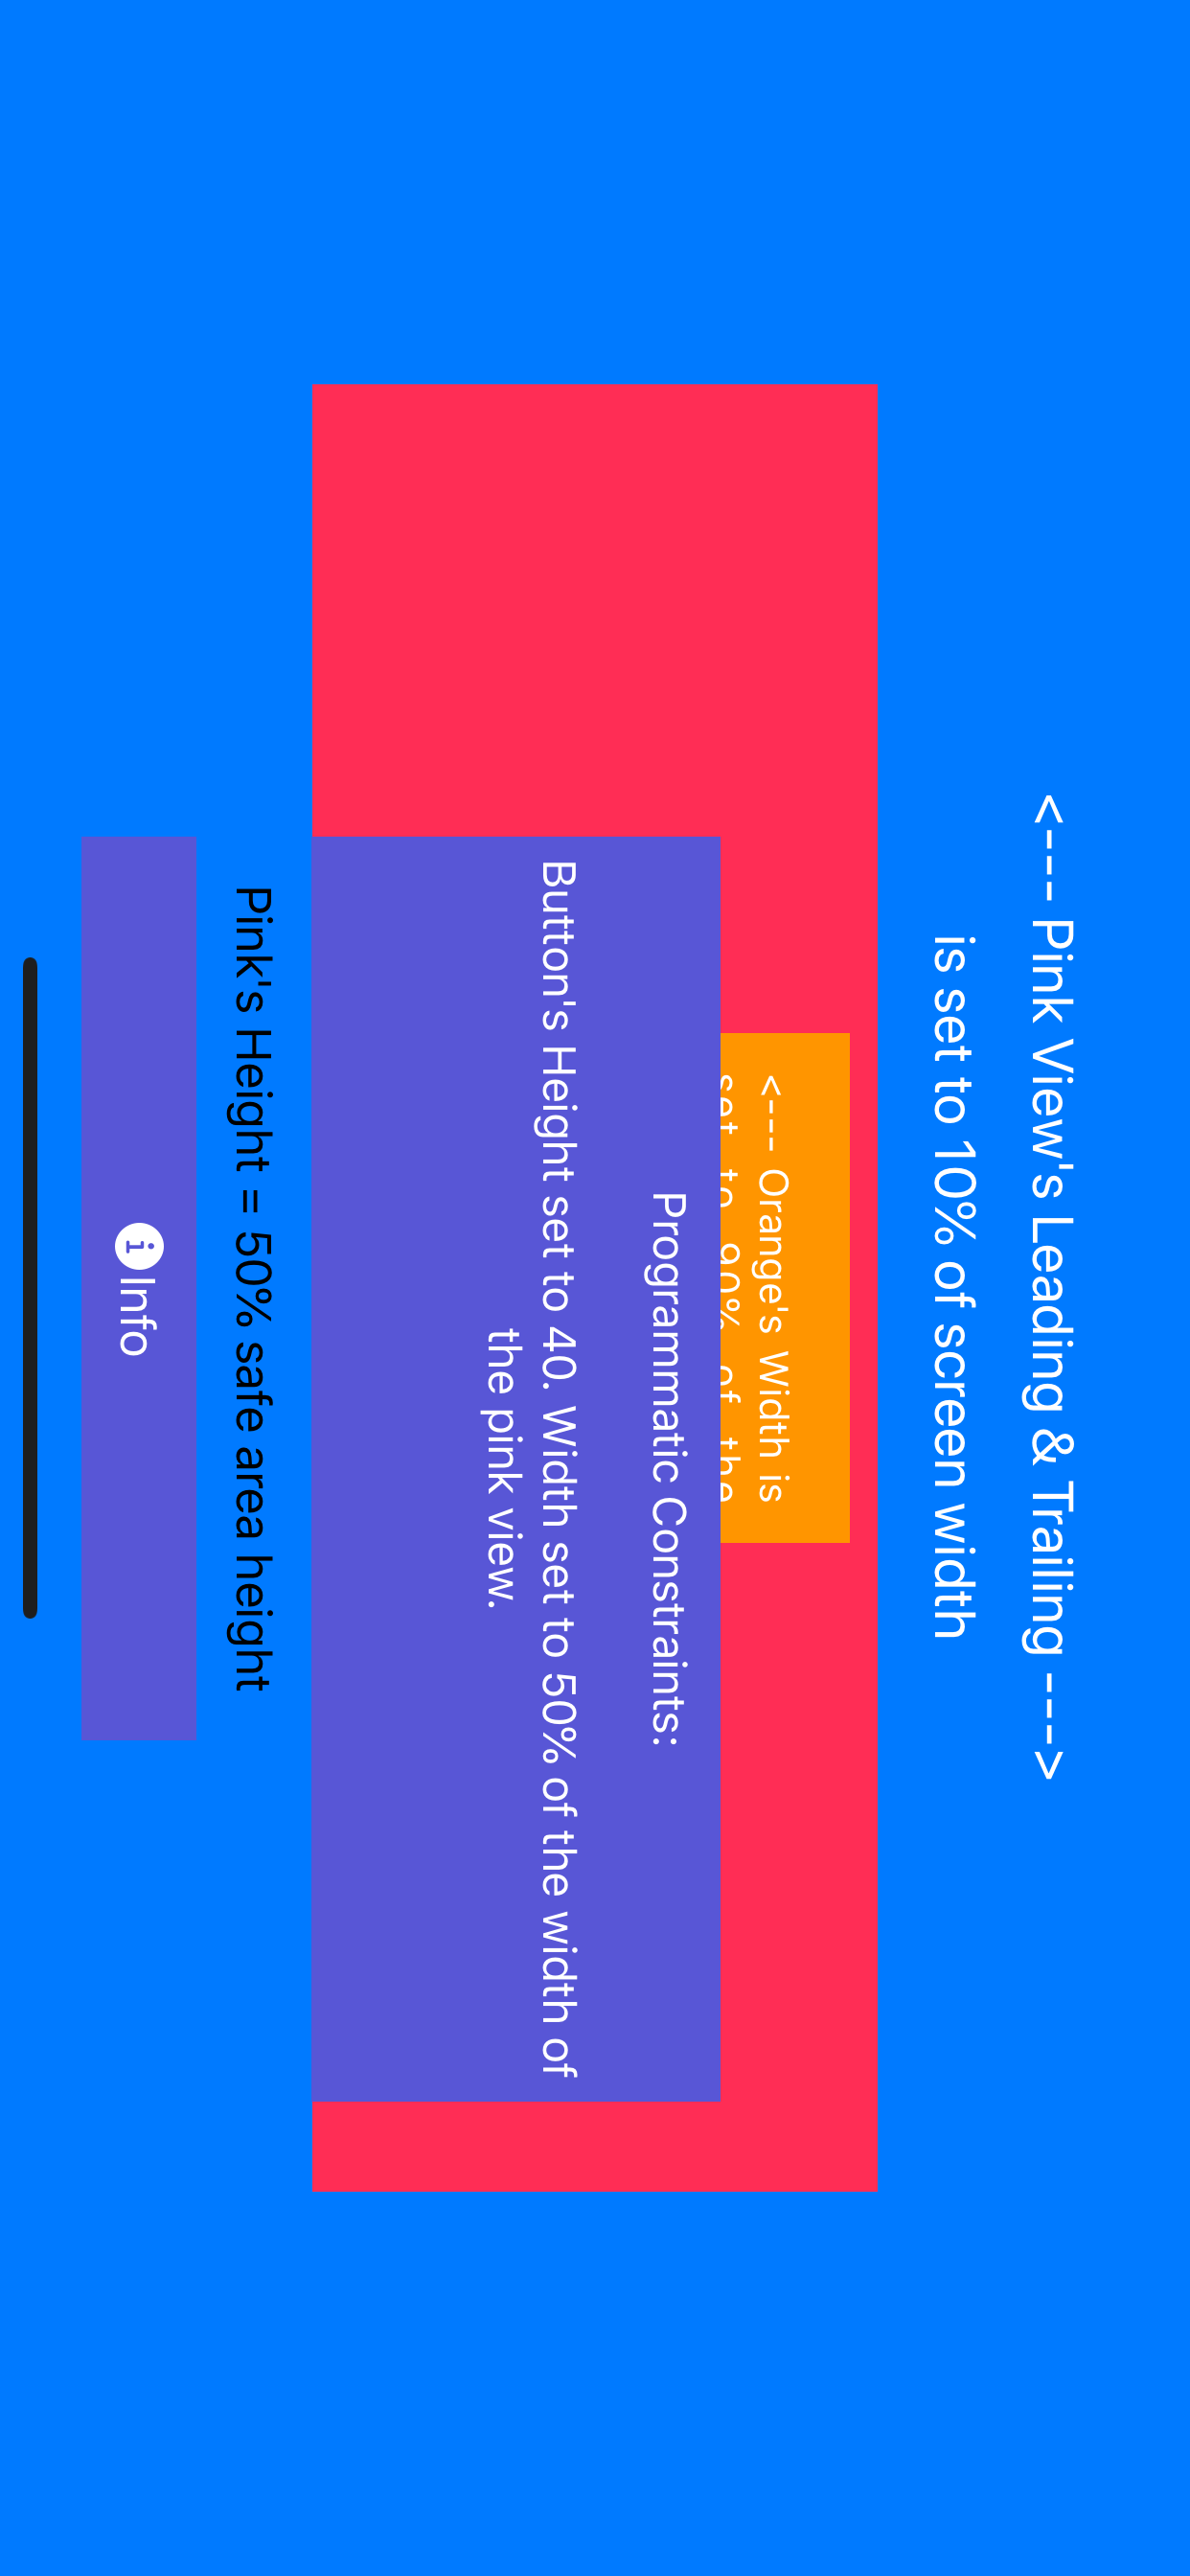 <--- Pink View's Leading & Trailing --->
is set to 10% of screen width
<--- Orange's Width is
set to 90% of the
Programmatic Constraints:
Button's Height set to 40. Width set to 50% of the width of
the pink view.
Pink's Height = 50% safe area height
Info